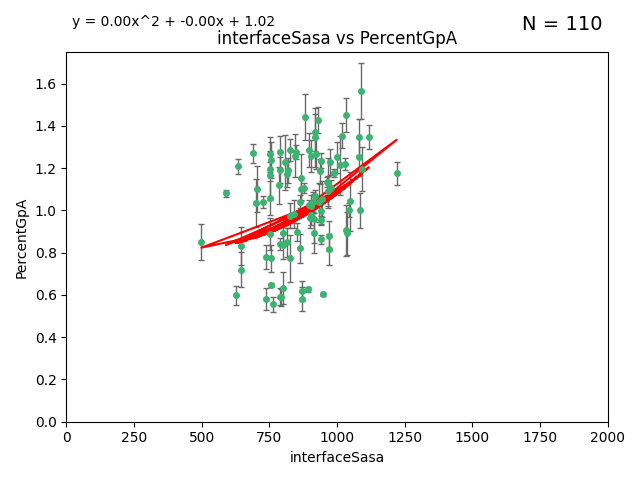 y = 0.00x^2 + -0.00x + 1.02
N = 110
interfaceSasa vs PercentGpA
PercentGpA
1.6
1.4
1.2
1.0
0.8
0.6
0.4
0.2
0.0
0 250 500 750 1000 1250 1500 1750 2000
interfaceSasa